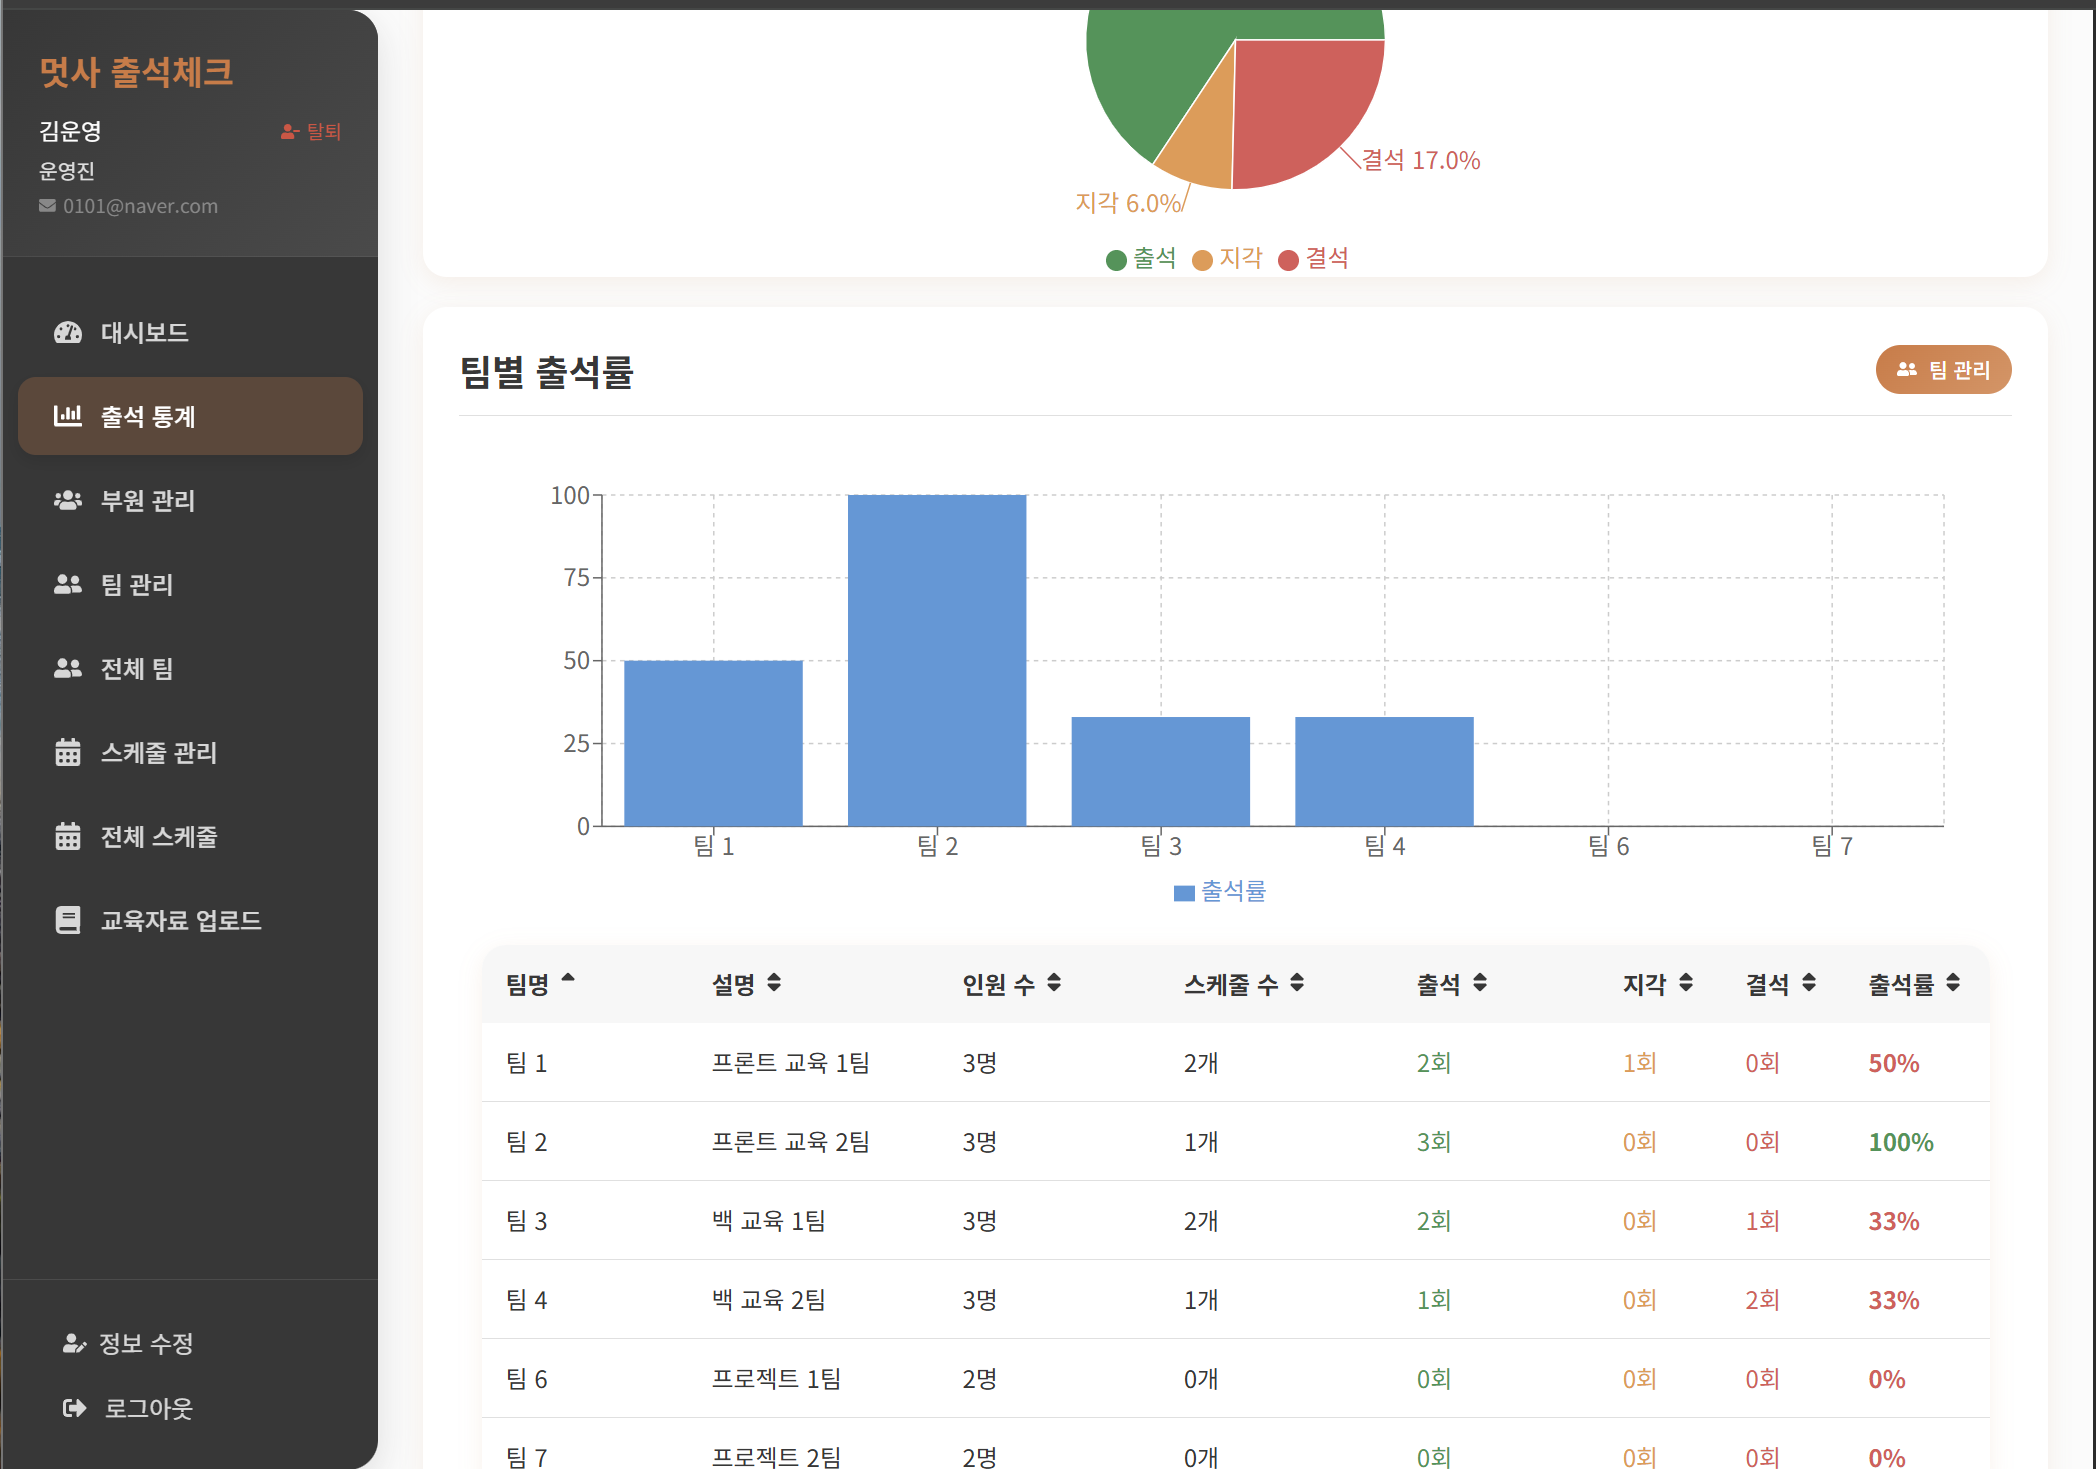 멋사 출석체크
김운영
탈퇴
운영진
0101@naver.com
대시보드
출석 통계
부원 관리
팀 관리
전체 팀
스케줄 관리
전체 스케줄
교육자료 업로드
정보 수정
로그아웃
결석 17.0%
지각 6.0%
출석 지각 결석
팀별 출석률
팀 관리
100
75
50
25
0
팀 1 팀 2 팀 3 팀 4 팀 6 팀 7
출석률
팀명 설명 인원 수 스케줄 수 출석 지각 결석 출석률
팀 1 프론트 교육 1팀 3명 2개 2회 1회 0회 50%
팀 2 프론트 교육 2팀 3명 1개 3회 0회 0회 100%
팀 3 백 교육 1팀 3명 2개 2회 0회 1회 33%
팀 4 백 교육 2팀 3명 1개 1회 0회 2회 33%
팀 6 프로젝트 1팀 2명 0개 0회 0회 0회 0%
팀 7 프로젝트 2팀 2명 0개 0회 0회 0회 0%